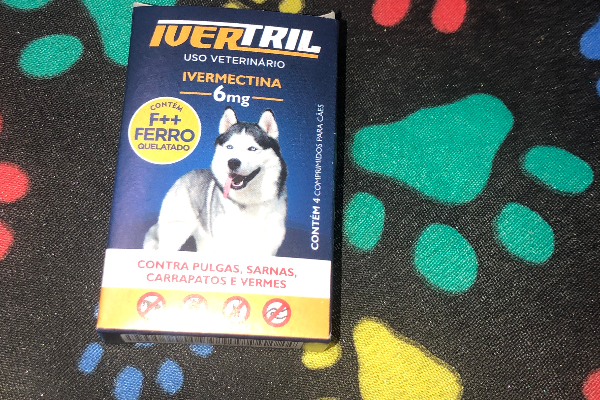 IVERTRIL
USO VETERINÁRIO
IVERMECTINA
6mg
CONTÉM
F++
FERRO
QUELATADO
CONTÉM 4 COMPRIMIDOS PARA CÃES
CONTRA PULGAS, SARNAS,
CARRAPATOS E VERMES